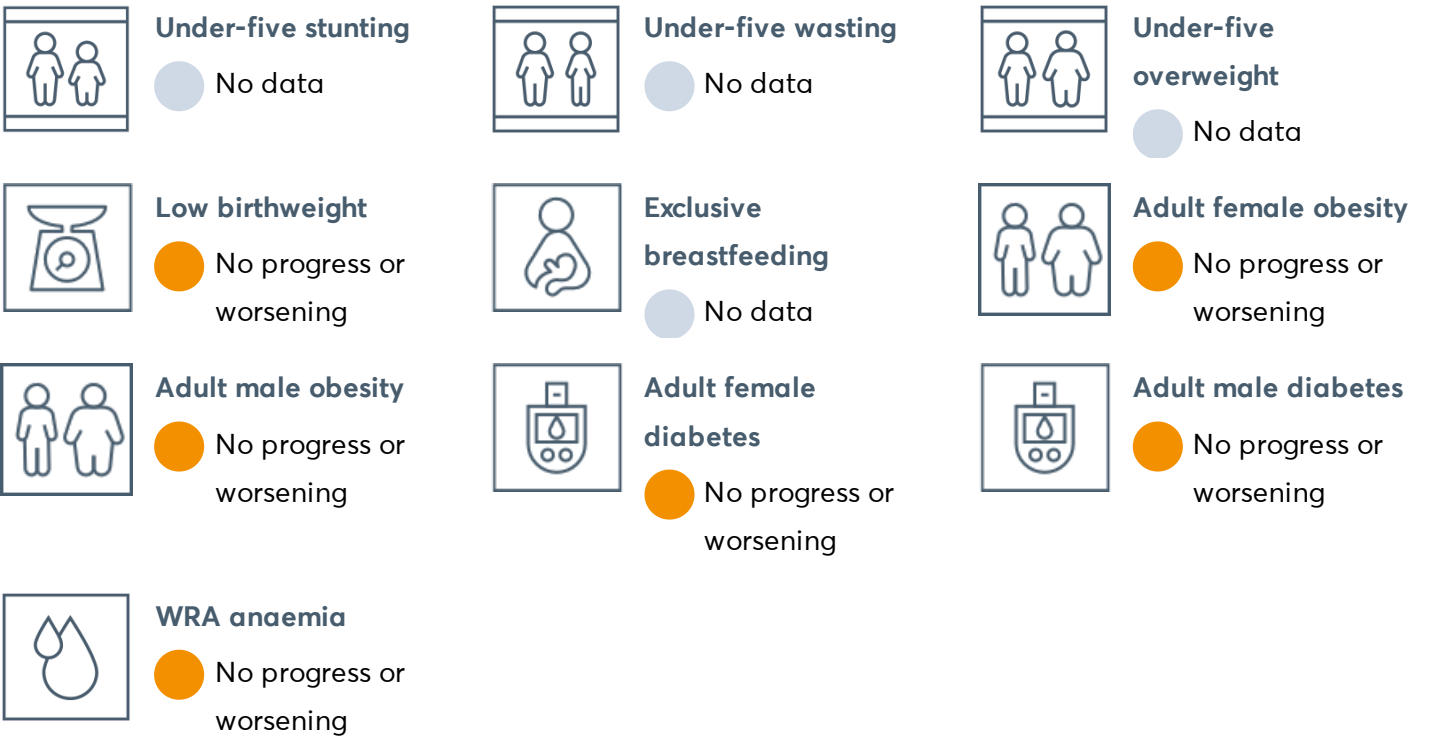 Under-five stunting
No data
Under-five wasting
No data
Under-five
overweight
No data
Low birthweight
No progress or
worsening
Exclusive
breastfeeding
No data
Adult female obesity
No progress or
worsening
Adult male obesity
No progress or
worsening
Adult female
diabetes
No progress or
worsening
Adult male diabetes
No progress or
worsening
WRA anaemia
No progress or
worsening